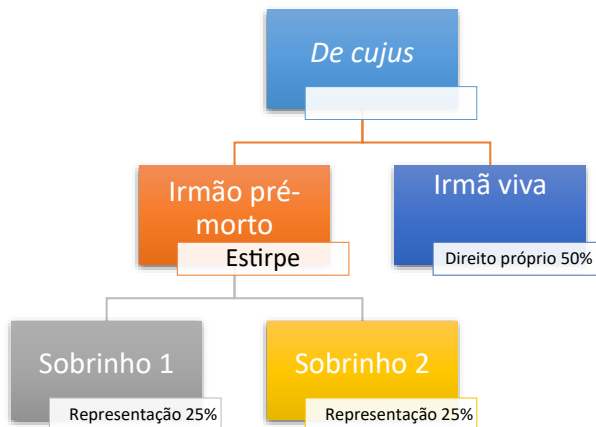 De cujus
Irmão pré-
morto
Estirpe
Irmã viva
Direito próprio 50%
Sobrinho 1
Representação 25%
Sobrinho 2
Representação 25%